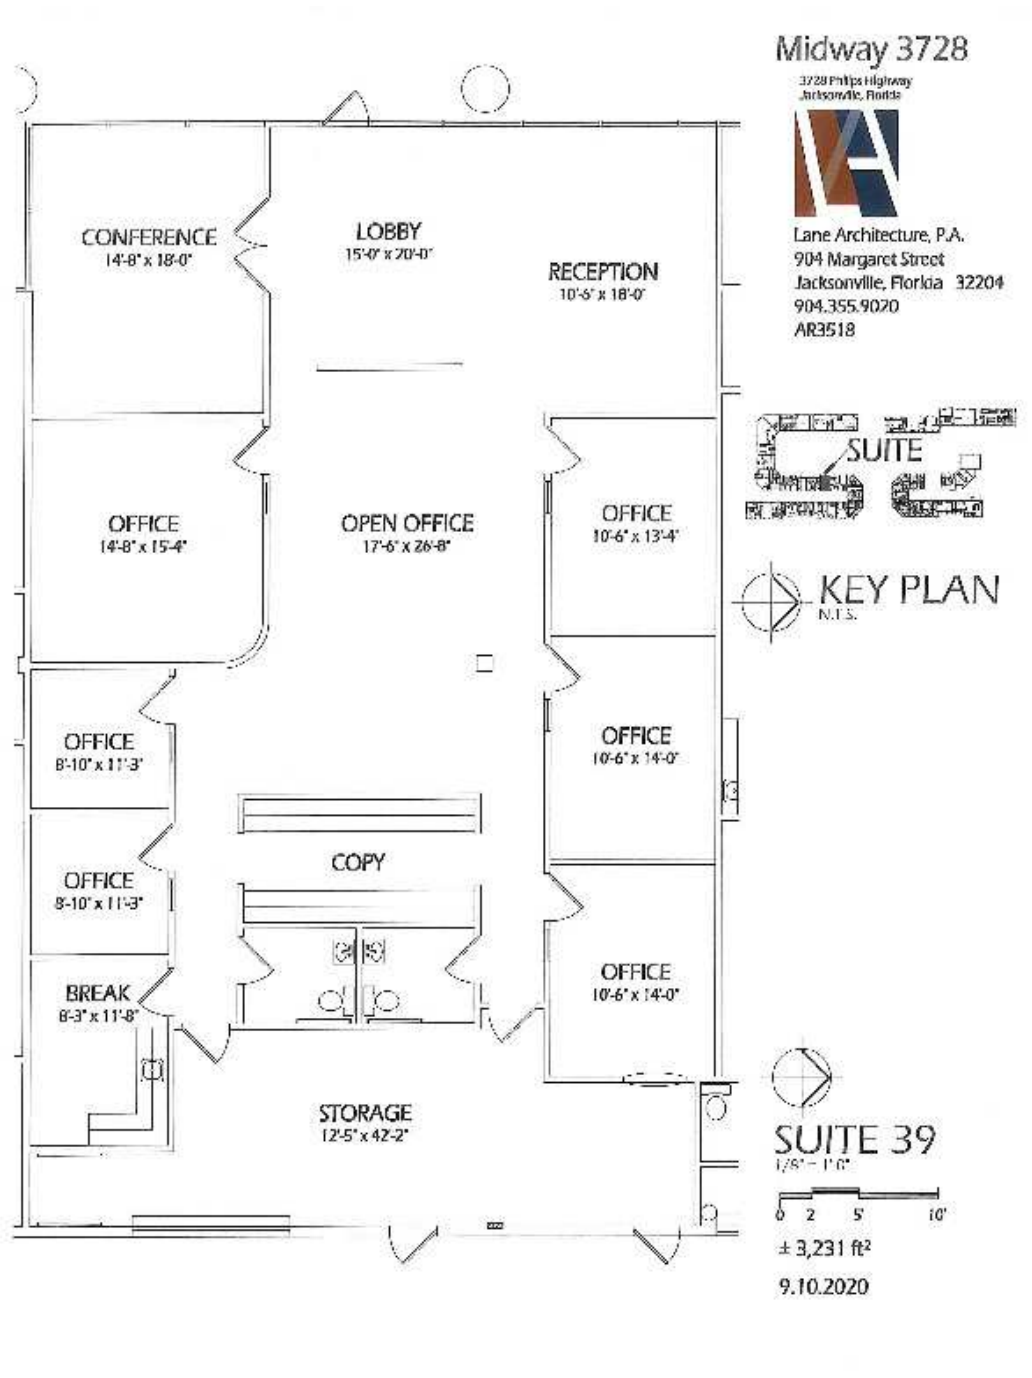 Midway 3728
3728 Philips Highway
Jacksonville, Florida
Lane Architecture, P.A.
904 Margaret Street
Jacksonville, Florida 32204
904.355.9020
AR3518
CONFERENCE
14'-8" x 18'-0"
LOBBY
15'-0" x 20'-0"
RECEPTION
10'-6" x 18'-0"
SUITE
OFFICE
14'-8" x 15'-4"
OPEN OFFICE
17'-6" x 26'-8"
OFFICE
10'-6" x 13'-4"
KEY PLAN
N.T.S.
OFFICE
8'-10" x 11'-3"
OFFICE
10'-6" x 14'-0"
COPY
OFFICE
8'-10" x 11'-3"
BREAK
8'-3" x 11'-8"
OFFICE
10'-6" x 14'-0"
STORAGE
12'-5" x 42'-2"
SUITE 39
1/8" = 1'0"
0 2 5' 10'
± 3,231 ft²
9.10.2020